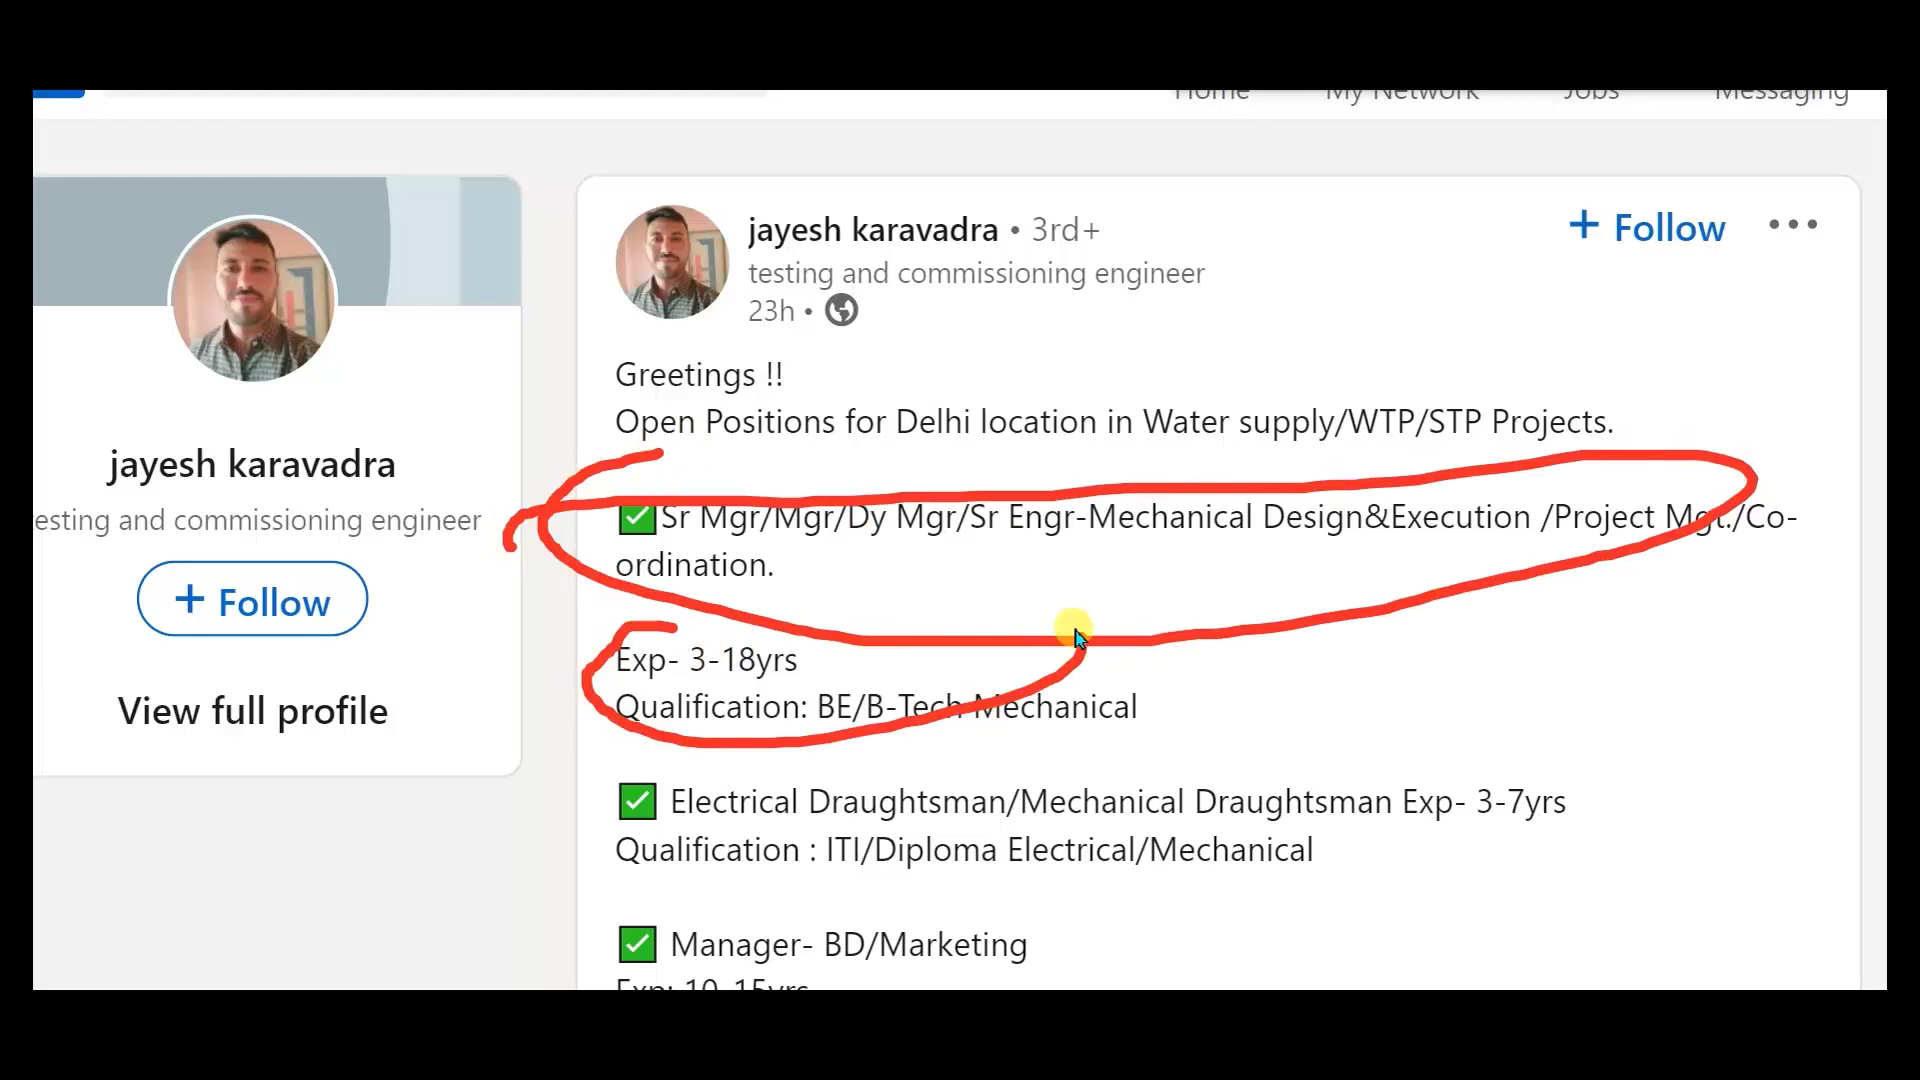 Home My Network Jobs Messaging
jayesh karavadra
esting and commissioning engineer
+ Follow
View full profile
jayesh karavadra • 3rd+
+ Follow
testing and commissioning engineer
23h •
Greetings !!
Open Positions for Delhi location in Water supply/WTP/STP Projects.
✅Sr Mgr/Mgr/Dy Mgr/Sr Engr-Mechanical Design&Execution /Project Mgt./Co-
ordination.
Exp- 3-18yrs
Qualification: BE/B-Tech Mechanical
✅ Electrical Draughtsman/Mechanical Draughtsman Exp- 3-7yrs
Qualification : ITI/Diploma Electrical/Mechanical
✅ Manager- BD/Marketing
Exp: 10-15yrs